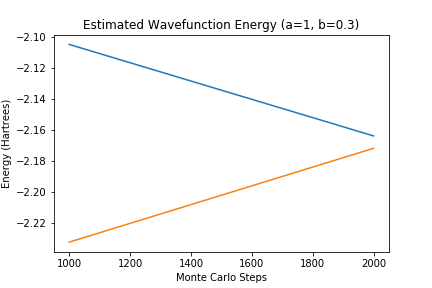 Estimated Wavefunction Energy (a=1, b=0.3)
Energy (Hartrees)
−2.10
−2.12
−2.14
−2.16
−2.18
−2.20
−2.22
1000 1200 1400 1600 1800 2000
Monte Carlo Steps